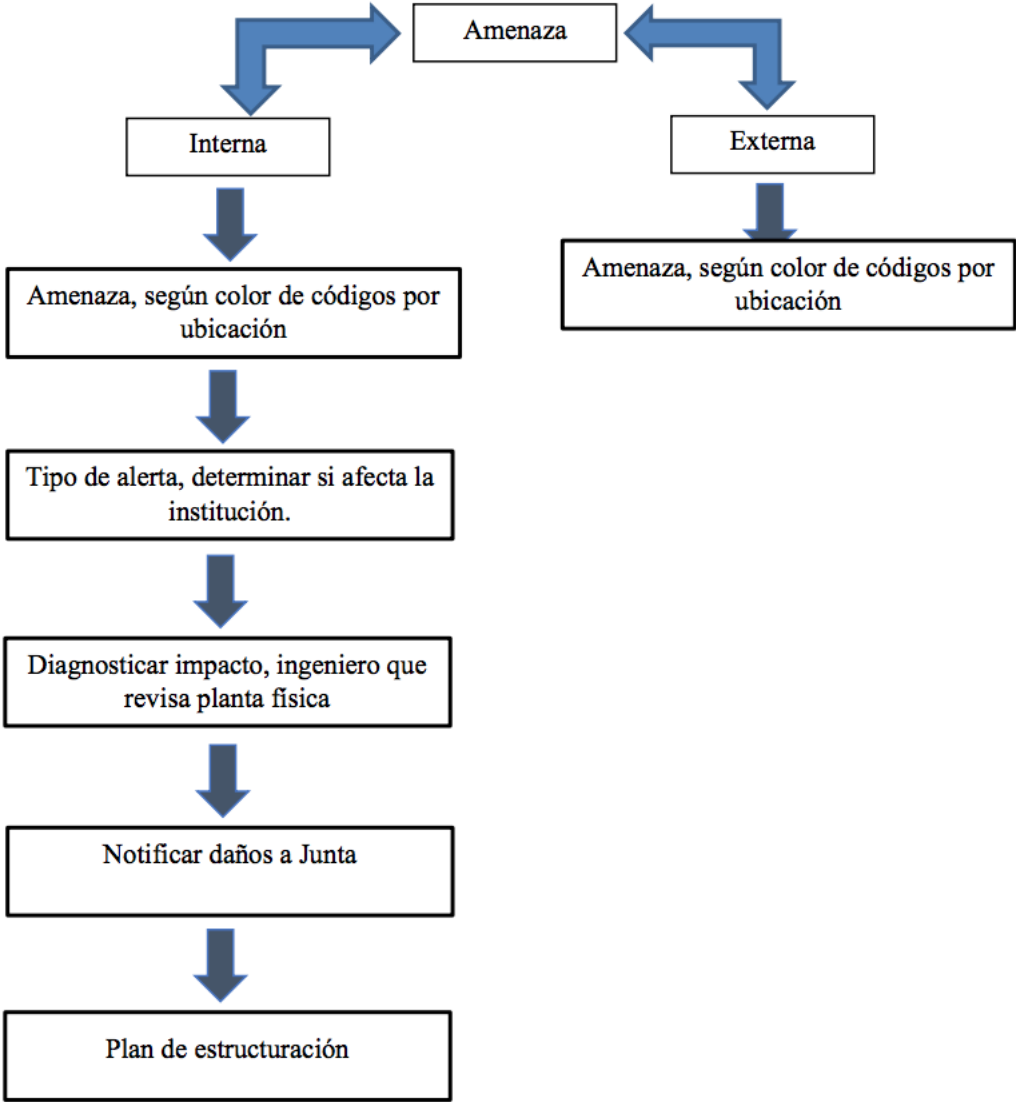 Amenaza
Interna
Externa
Amenaza, según color de códigos por
ubicación
Amenaza, según color de códigos por
ubicación
Tipo de alerta, determinar si afecta la
institución.
Diagnosticar impacto, ingeniero que
revisa planta física
Notificar daños a Junta
Plan de estructuración